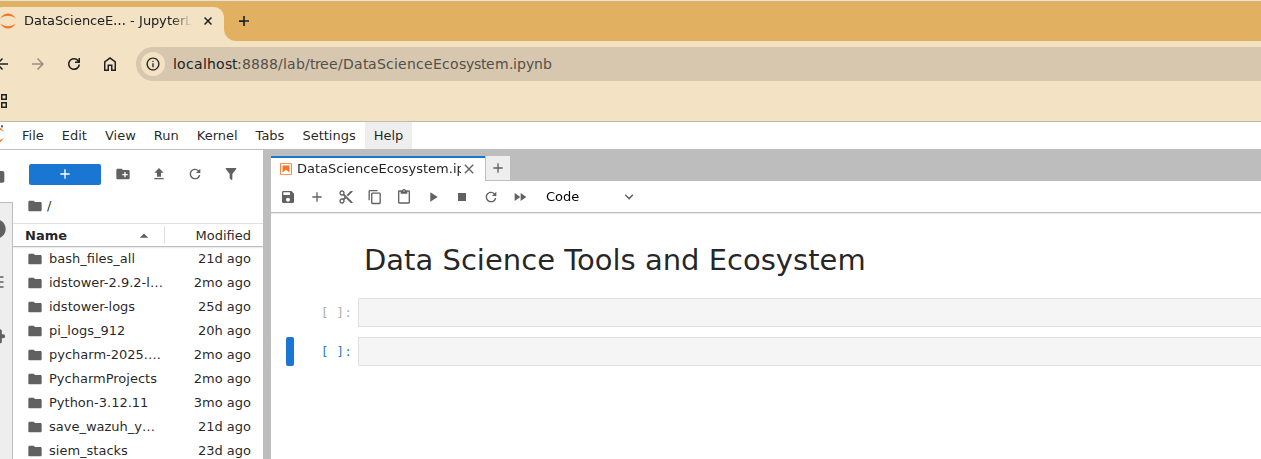 DataScienceE... - JupyterL
localhost:8888/lab/tree/DataScienceEcosystem.ipynb
File Edit View Run Kernel Tabs Settings Help
DataScienceEcosystem.ip
Code
/
Name Modified
bash_files_all 21d ago
idstower-2.9.2-l... 2mo ago
idstower-logs 25d ago
pi_logs_912 20h ago
pycharm-2025.... 2mo ago
PycharmProjects 2mo ago
Python-3.12.11 3mo ago
save_wazuh_y... 21d ago
siem_stacks 23d ago
Data Science Tools and Ecosystem
[ ]:
[ ]: